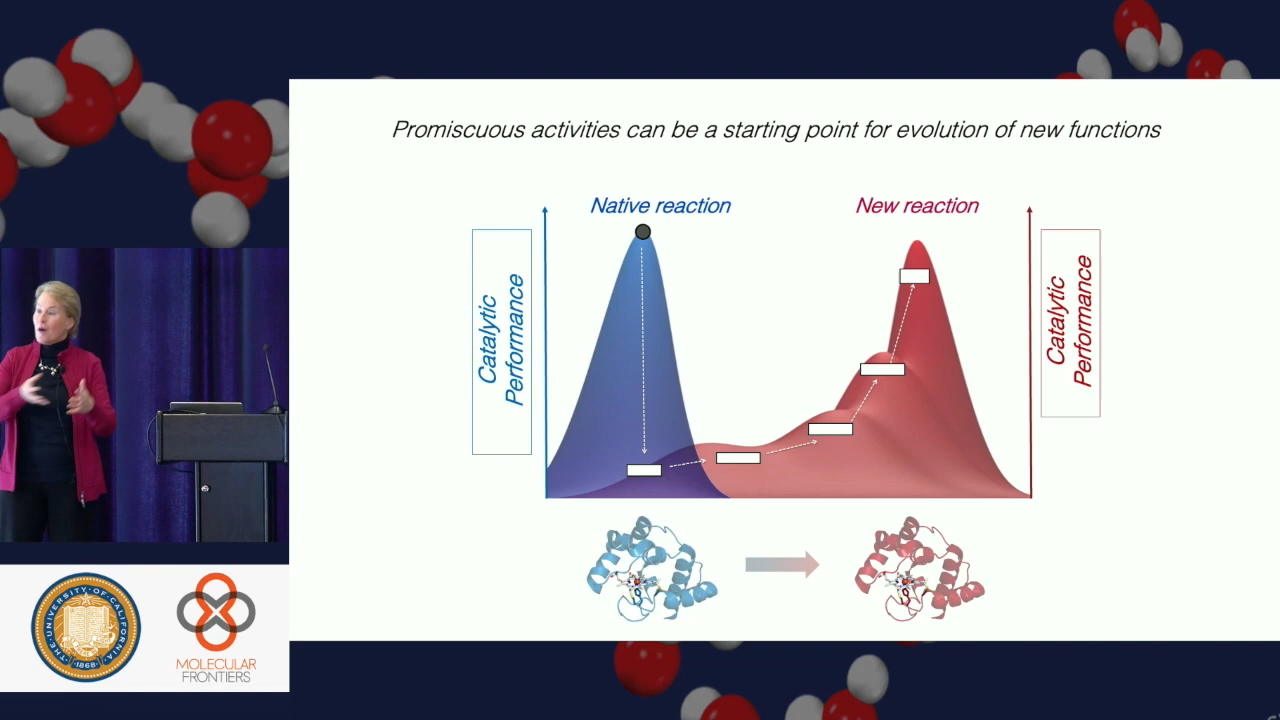 Promiscuous activities can be a starting point for evolution of new functions
Native reaction
New reaction
Catalytic
Performance
Catalytic
Performance
THE·UNIVERSITY·OF·CALIFORNIA
·1868·
MOLECULAR
FRONTIERS